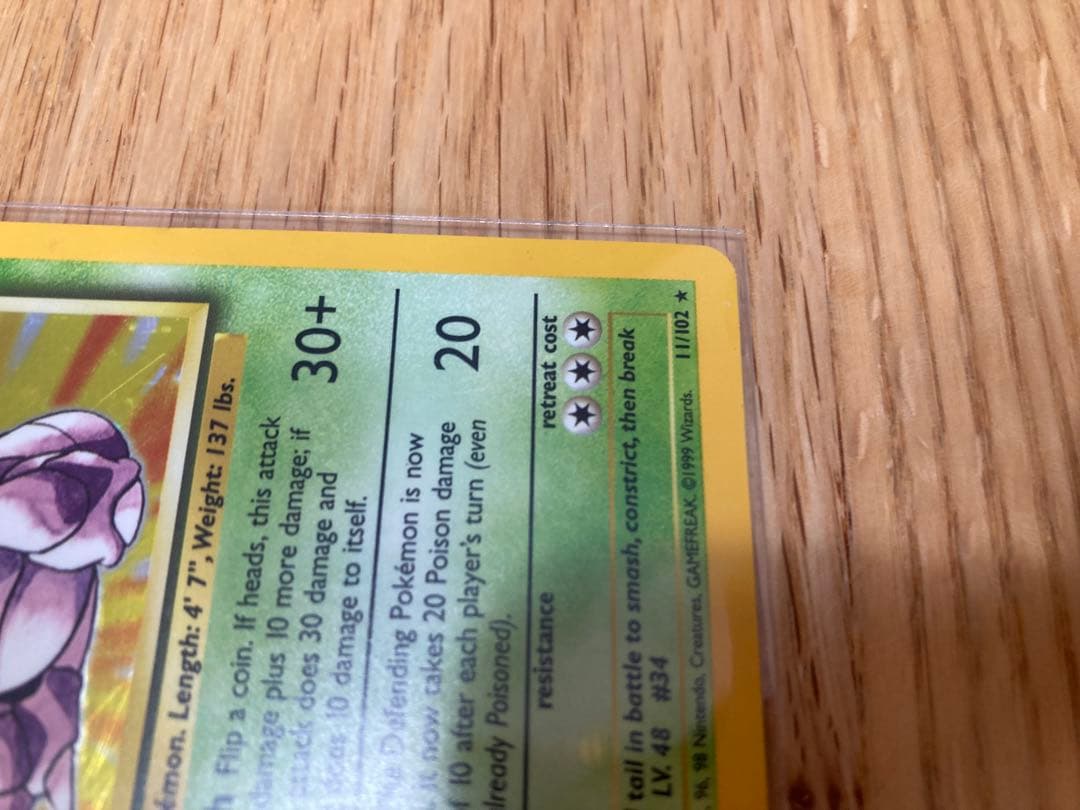 émon. Length: 4' 7", Weight: 137 lbs.
Flip a coin. If heads, this attack
damage plus 10 more damage; if
attack does 30 damage and
10 damage to itself.
30+
Defending Pokémon is now
It now takes 20 Poison damage
10 after each player's turn (even
lready Poisoned).
20
resistance
retreat cost
tail in battle to smash, constrict, then break
LV. 48 #34
, 96, 98 Nintendo, Creatures, GAMEFREAK. ©1999 Wizards.
11/102 ★